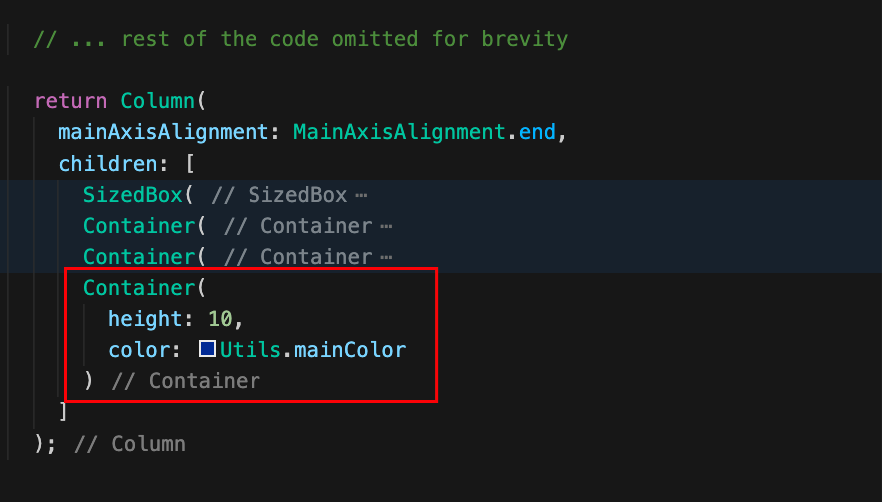 // ... rest of the code omitted for brevity
return Column(
mainAxisAlignment: MainAxisAlignment.end,
children: [
SizedBox( // SizedBox ⋯
Container( // Container ⋯
Container( // Container ⋯
Container(
height: 10,
color: Utils.mainColor
) // Container
]
); // Column